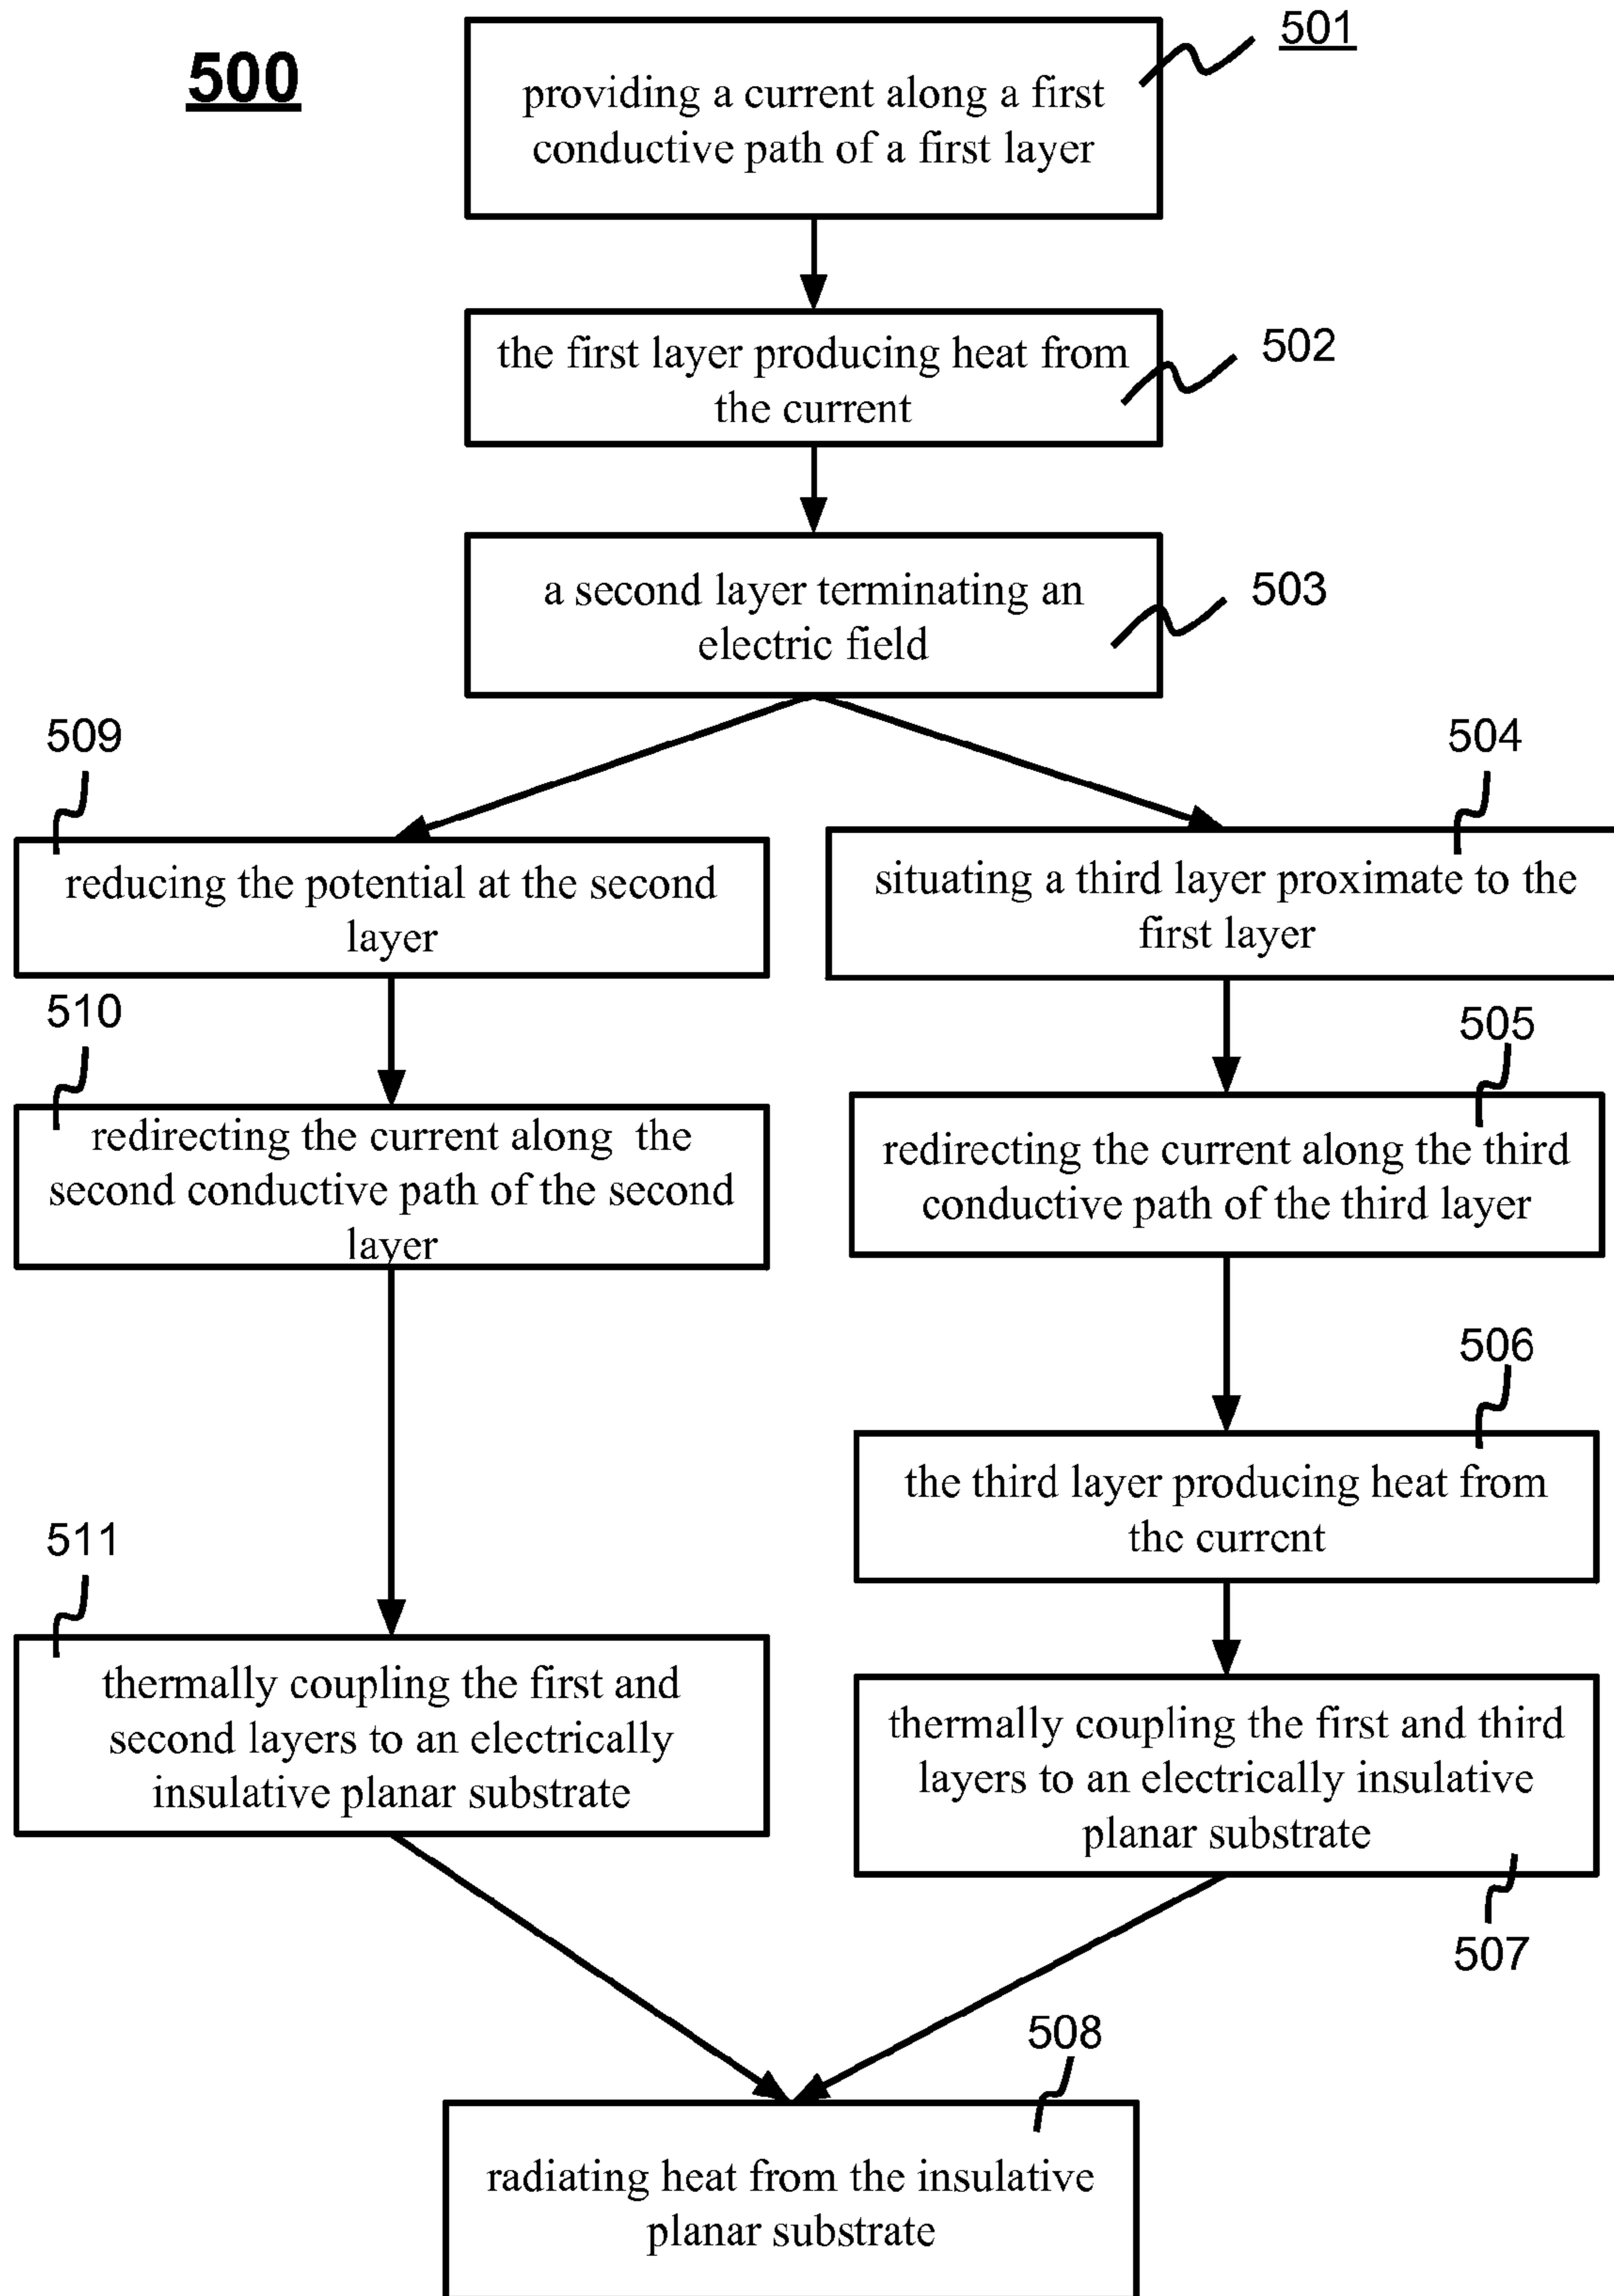 500
501
providing a current along a first
conductive path of a first layer
502
the first layer producing heat from
the current
503
a second layer terminating an
electric field
509
reducing the potential at the second
layer
504
situating a third layer proximate to the
first layer
510
redirecting the current along the
second conductive path of the second
layer
505
redirecting the current along the third
conductive path of the third layer
506
the third layer producing heat from
the current
511
thermally coupling the first and
second layers to an electrically
insulative planar substrate
thermally coupling the first and third
layers to an electrically insulative
planar substrate
507
508
radiating heat from the insulative
planar substrate